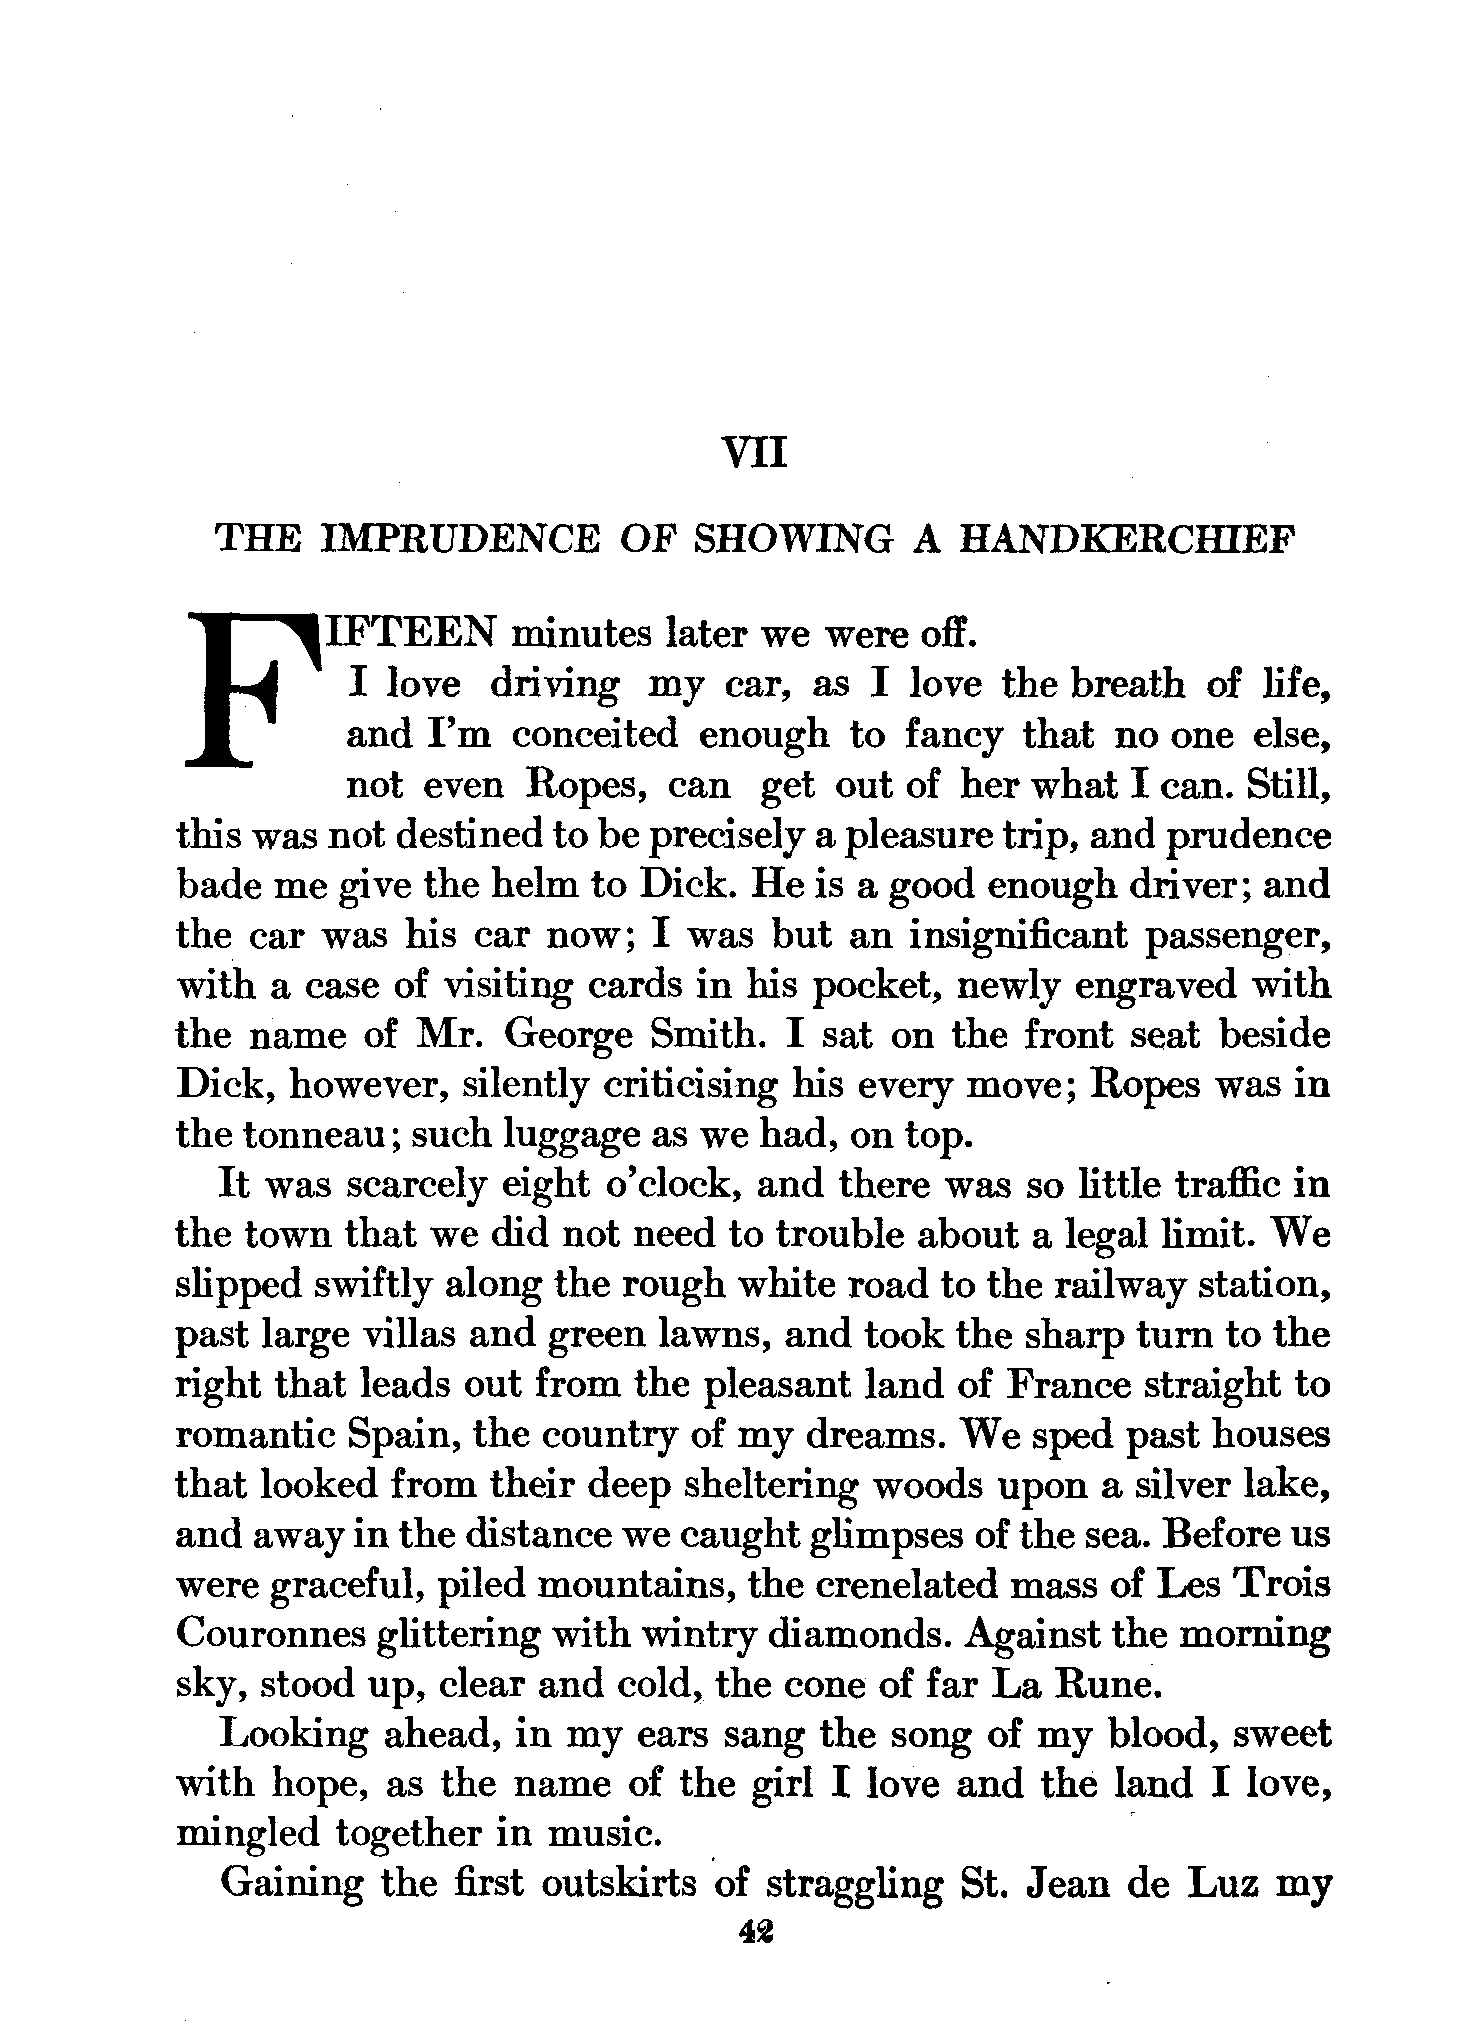 VII
THE IMPRUDENCE OF SHOWING A HANDKERCHIEF
FIFTEEN minutes later we were off.
I love driving my car, as I love the breath of life,
and I'm conceited enough to fancy that no one else,
not even Ropes, can get out of her what I can. Still,
this was not destined to be precisely a pleasure trip, and prudence
bade me give the helm to Dick. He is a good enough driver; and
the car was his car now; I was but an insignificant passenger,
with a case of visiting cards in his pocket, newly engraved with
the name of Mr. George Smith. I sat on the front seat beside
Dick, however, silently criticising his every move; Ropes was in
the tonneau; such luggage as we had, on top.
It was scarcely eight o'clock, and there was so little traffic in
the town that we did not need to trouble about a legal limit. We
slipped swiftly along the rough white road to the railway station,
past large villas and green lawns, and took the sharp turn to the
right that leads out from the pleasant land of France straight to
romantic Spain, the country of my dreams. We sped past houses
that looked from their deep sheltering woods upon a silver lake,
and away in the distance we caught glimpses of the sea. Before us
were graceful, piled mountains, the crenelated mass of Les Trois
Couronnes glittering with wintry diamonds. Against the morning
sky, stood up, clear and cold, the cone of far La Rune.
Looking ahead, in my ears sang the song of my blood, sweet
with hope, as the name of the girl I love and the land I love,
mingled together in music.
Gaining the first outskirts of straggling St. Jean de Luz my
42